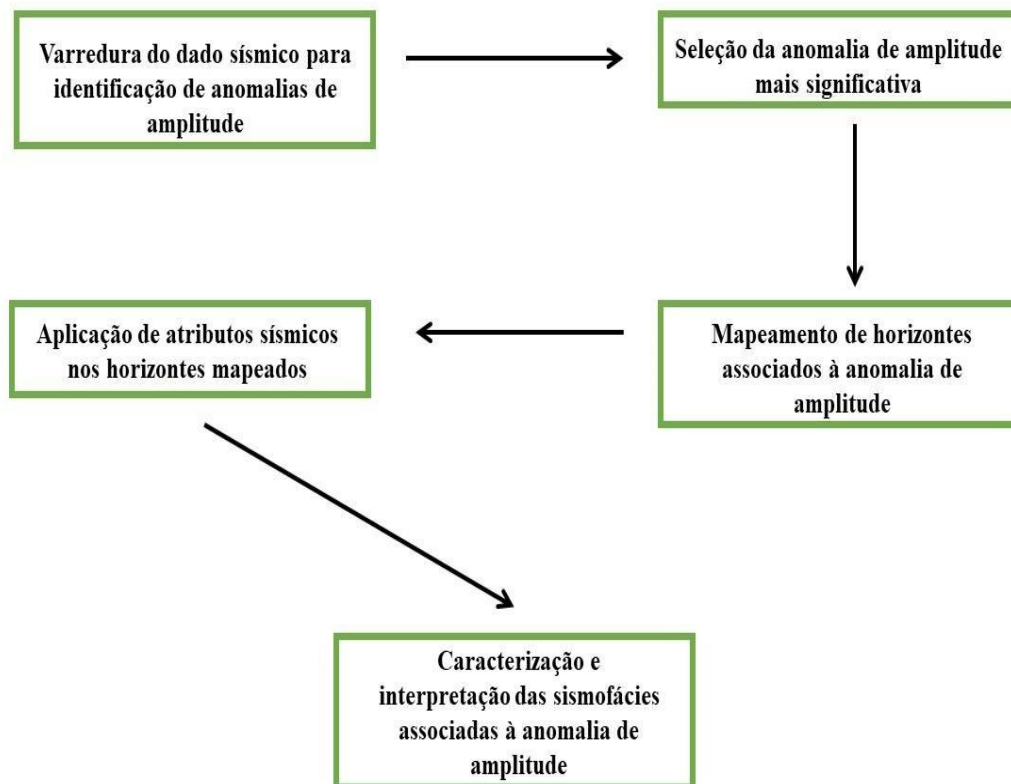 Varredura do dado sísmico para
identificação de anomalias de
amplitude
Seleção da anomalia de amplitude
mais significativa
Mapeamento de horizontes
associados à anomalia de
amplitude
Aplicação de atributos sísmicos
nos horizontes mapeados
Caracterização e
interpretação das sismofácies
associadas à anomalia de
amplitude